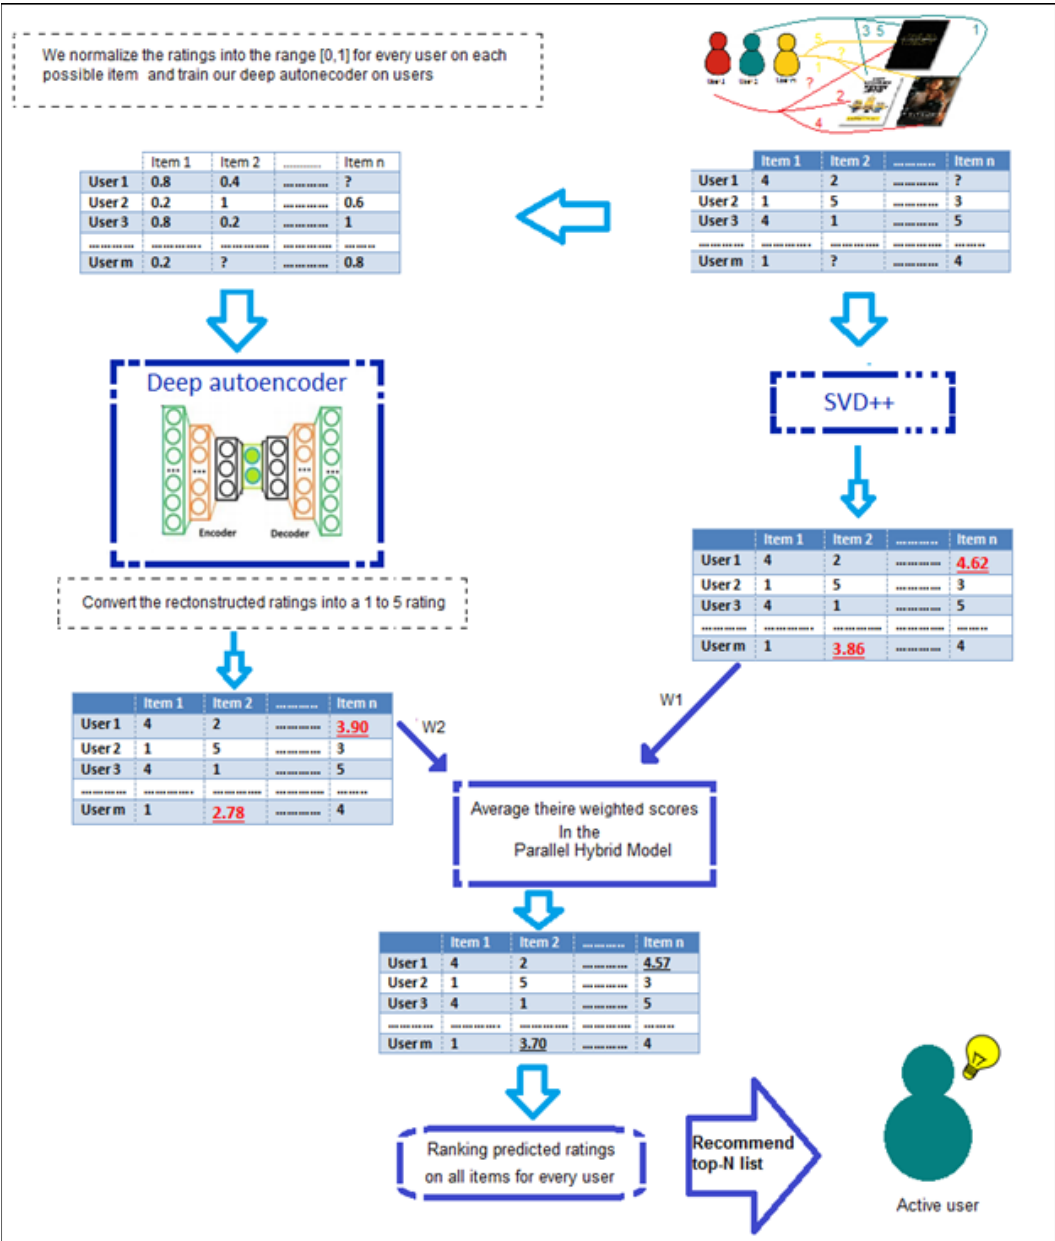 We normalize the ratings into the range [0,1] for every user on each
possible item and train our deep autonecoder on users
3 5 1
5
?
1
?
2
4
User m
Item 1 Item 2 ............ Item n
User 1 0.8 0.4 ............ ?
User 2 0.2 1 ............ 0.6
User 3 0.8 0.2 ............ 1
............ ............. ............. ............ ........
User m 0.2 ? ............ 0.8
Item 1 Item 2 ............ Item n
User 1 4 2 ............ ?
User 2 1 5 ............ 3
User 3 4 1 ............ 5
............ ............. ............. ............ ........
User m 1 ? ............ 4
Deep autoencoder
...
Encoder Decoder
SVD++
Item 1 Item 2 ............ Item n
User 1 4 2 ............ 4.62
User 2 1 5 ............ 3
User 3 4 1 ............ 5
............ ............. ............. ............ ........
User m 1 3.86 ............ 4
Convert the rectonstructed ratings into a 1 to 5 rating
Item 1 Item 2 ............ Item n
User 1 4 2 ............ 3.90
User 2 1 5 ............ 3
User 3 4 1 ............ 5
............ ............. ............. ............ ........
User m 1 2.78 ............ 4
W2
W1
Average theire weighted scores
In the
Parallel Hybrid Model
Item 1 Item 2 ............ Item n
User 1 4 2 ............ 4.57
User 2 1 5 ............ 3
User 3 4 1 ............ 5
............ ............. ............. ............ ........
User m 1 3.70 ............ 4
Ranking predicted ratings
on all items for every user
Recommend
top-N list
Active user